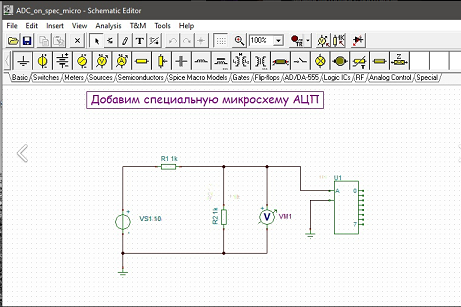 ADC_on_spec_micro - Schematic Editor
File Edit Insert View Analysis T&M Tools Help
100%
TR
Basic Switches Meters Sources Semiconductors Spice Macro Models Gates Flip-flops AD/DA-555 Logic ICs RF Analog Control Special
Добавим специальную микросхему АЦП
R1 1k
U1
A 0
VS1 10
R2 1k
V VM1
7